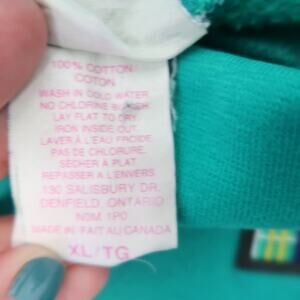 100% COTTON
COTON
WASH IN COLD WATER
NO CHLORINE BLEACH
LAY FLAT TO DRY
IRON INSIDE OUT
LAVER À L'EAU FROIDE
PAS DE CHLORURE.
SÉCHER À PLAT
REPASSER A L'ENVERS.
130 SALISBURY DR.
DENFIELD, ONTARIO
N0M 1P0
MADE IN, FAIT AU CANADA
XL/TG